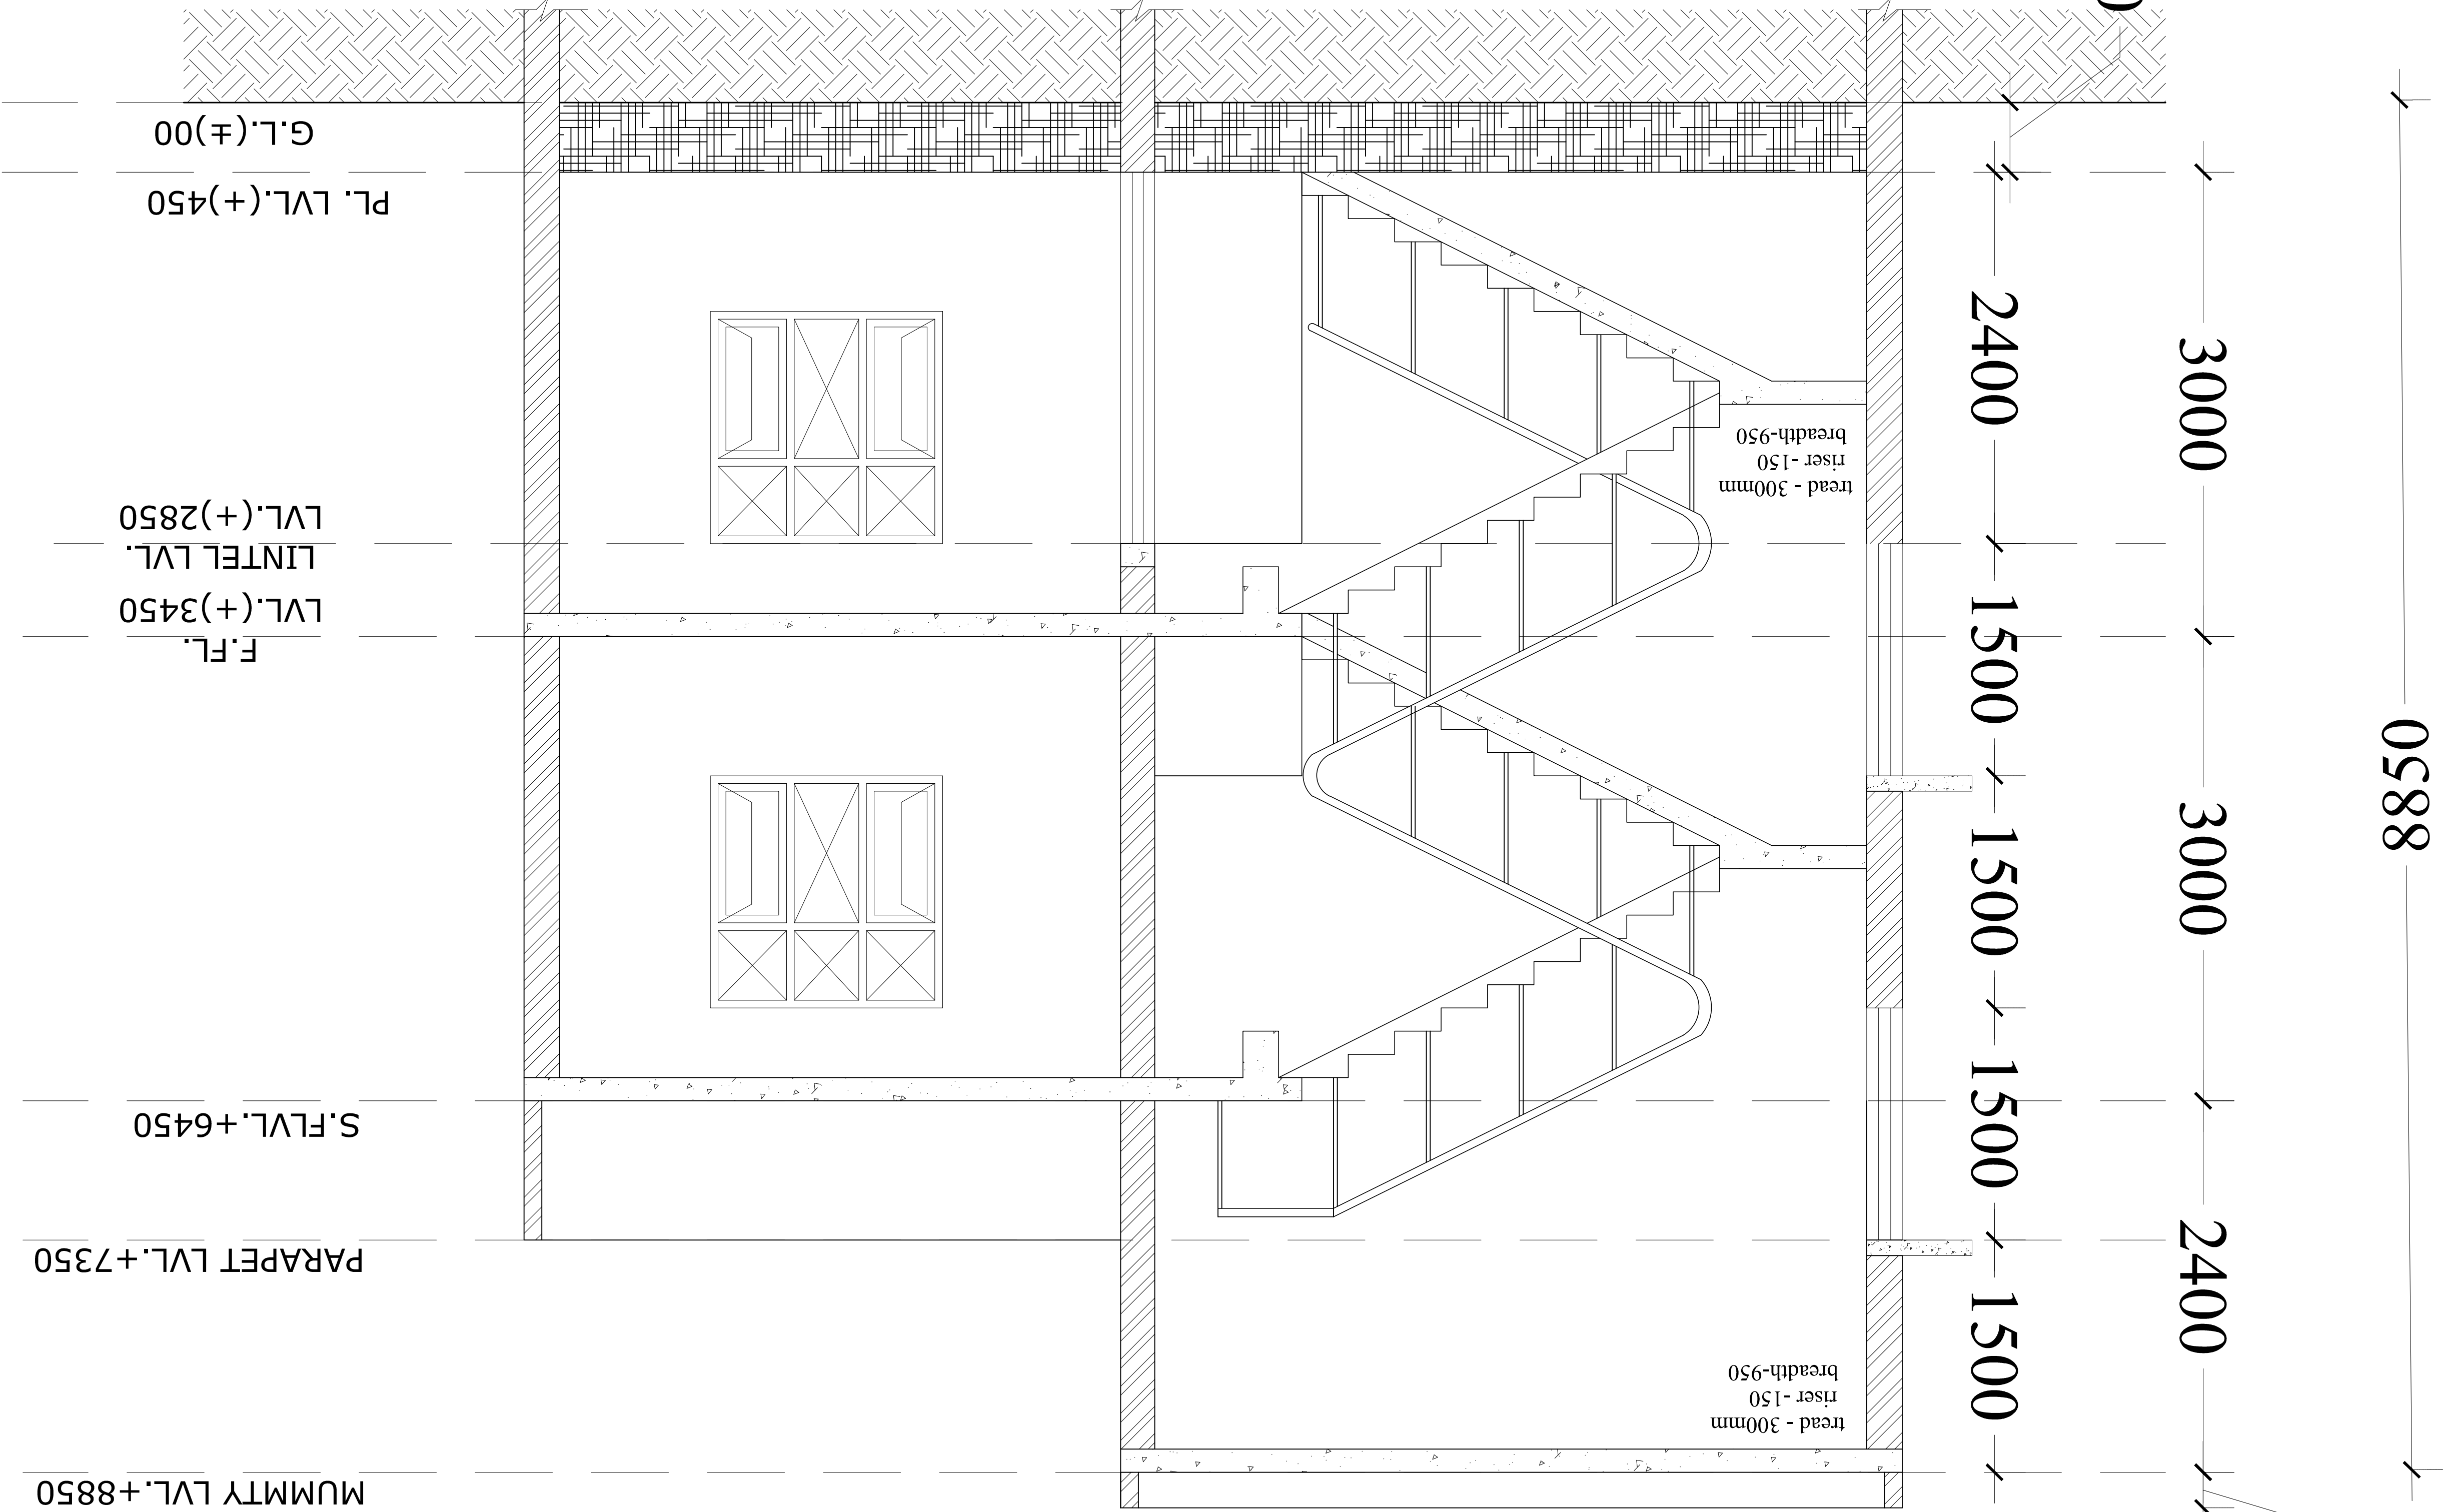 G.L.(±)00
PL. LVL.(+)450
LVL.(+)2850
LINTEL LVL.
LVL.(+)3450
F.FL.
S.FLVL.+6450
PARAPET LVL.+7350
MUMMTY LVL.+8850
breadth-950
riser -150
tread - 300mm
breadth-950
riser -150
tread - 300mm
2400
1500
1500
1500
1500
3000
3000
2400
8850
0